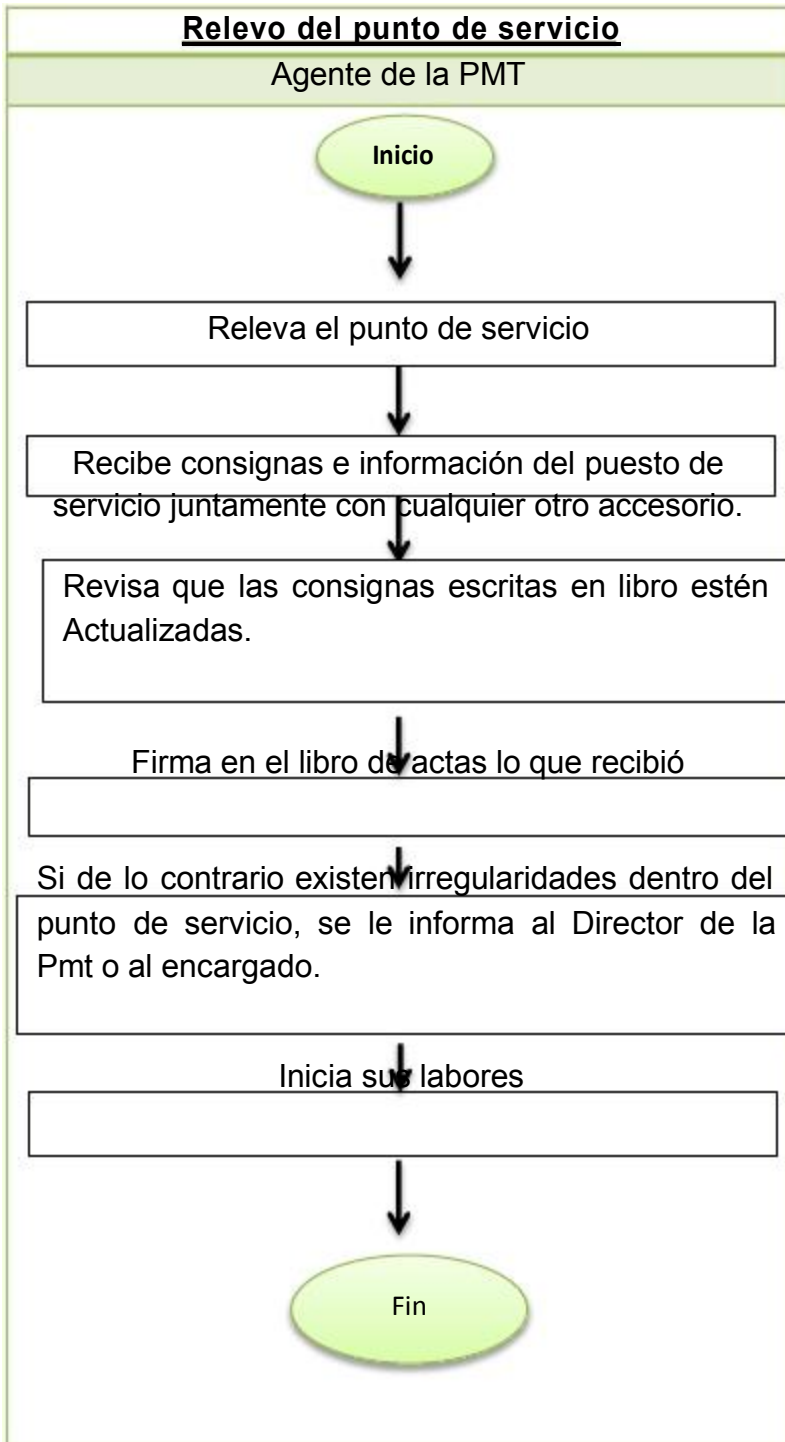 Relevo del punto de servicio
Agente de la PMT
Inicio
Releva el punto de servicio
Recibe consignas e información del puesto de
servicio juntamente con cualquier otro accesorio.
Revisa que las consignas escritas en libro estén
Actualizadas.
Firma en el libro de actas lo que recibió
Si de lo contrario existen irregularidades dentro del
punto de servicio, se le informa al Director de la
Pmt o al encargado.
Inicia sus labores
Fin